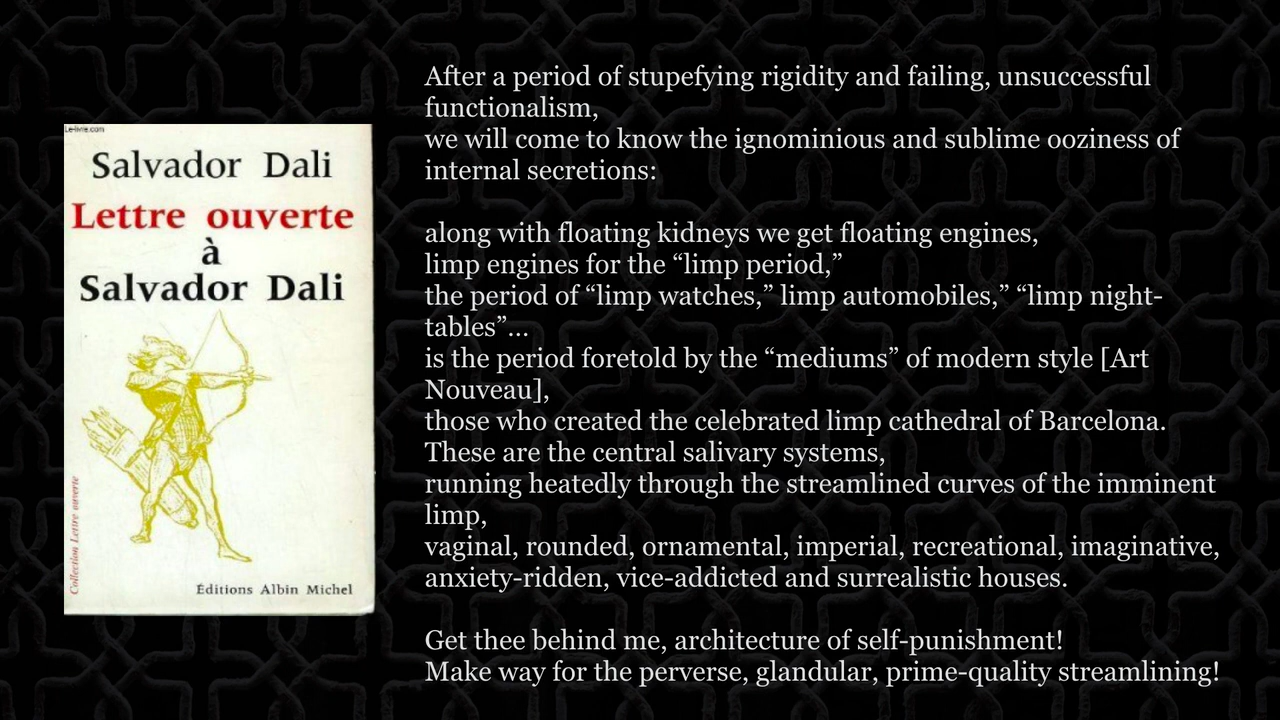 Le-livre.com
Salvador Dali
Lettre ouverte
à
Salvador Dali
Collection Lettre ouverte
Éditions Albin Michel
After a period of stupefying rigidity and failing, unsuccessful
functionalism,
we will come to know the ignominious and sublime ooziness of
internal secretions:
along with floating kidneys we get floating engines,
limp engines for the “limp period,”
the period of “limp watches,” limp automobiles,” “limp night-
tables”...
is the period foretold by the “mediums” of modern style [Art
Nouveau],
those who created the celebrated limp cathedral of Barcelona.
These are the central salivary systems,
running heatedly through the streamlined curves of the imminent
limp,
vaginal, rounded, ornamental, imperial, recreational, imaginative,
anxiety-ridden, vice-addicted and surrealistic houses.
Get thee behind me, architecture of self-punishment!
Make way for the perverse, glandular, prime-quality streamlining!